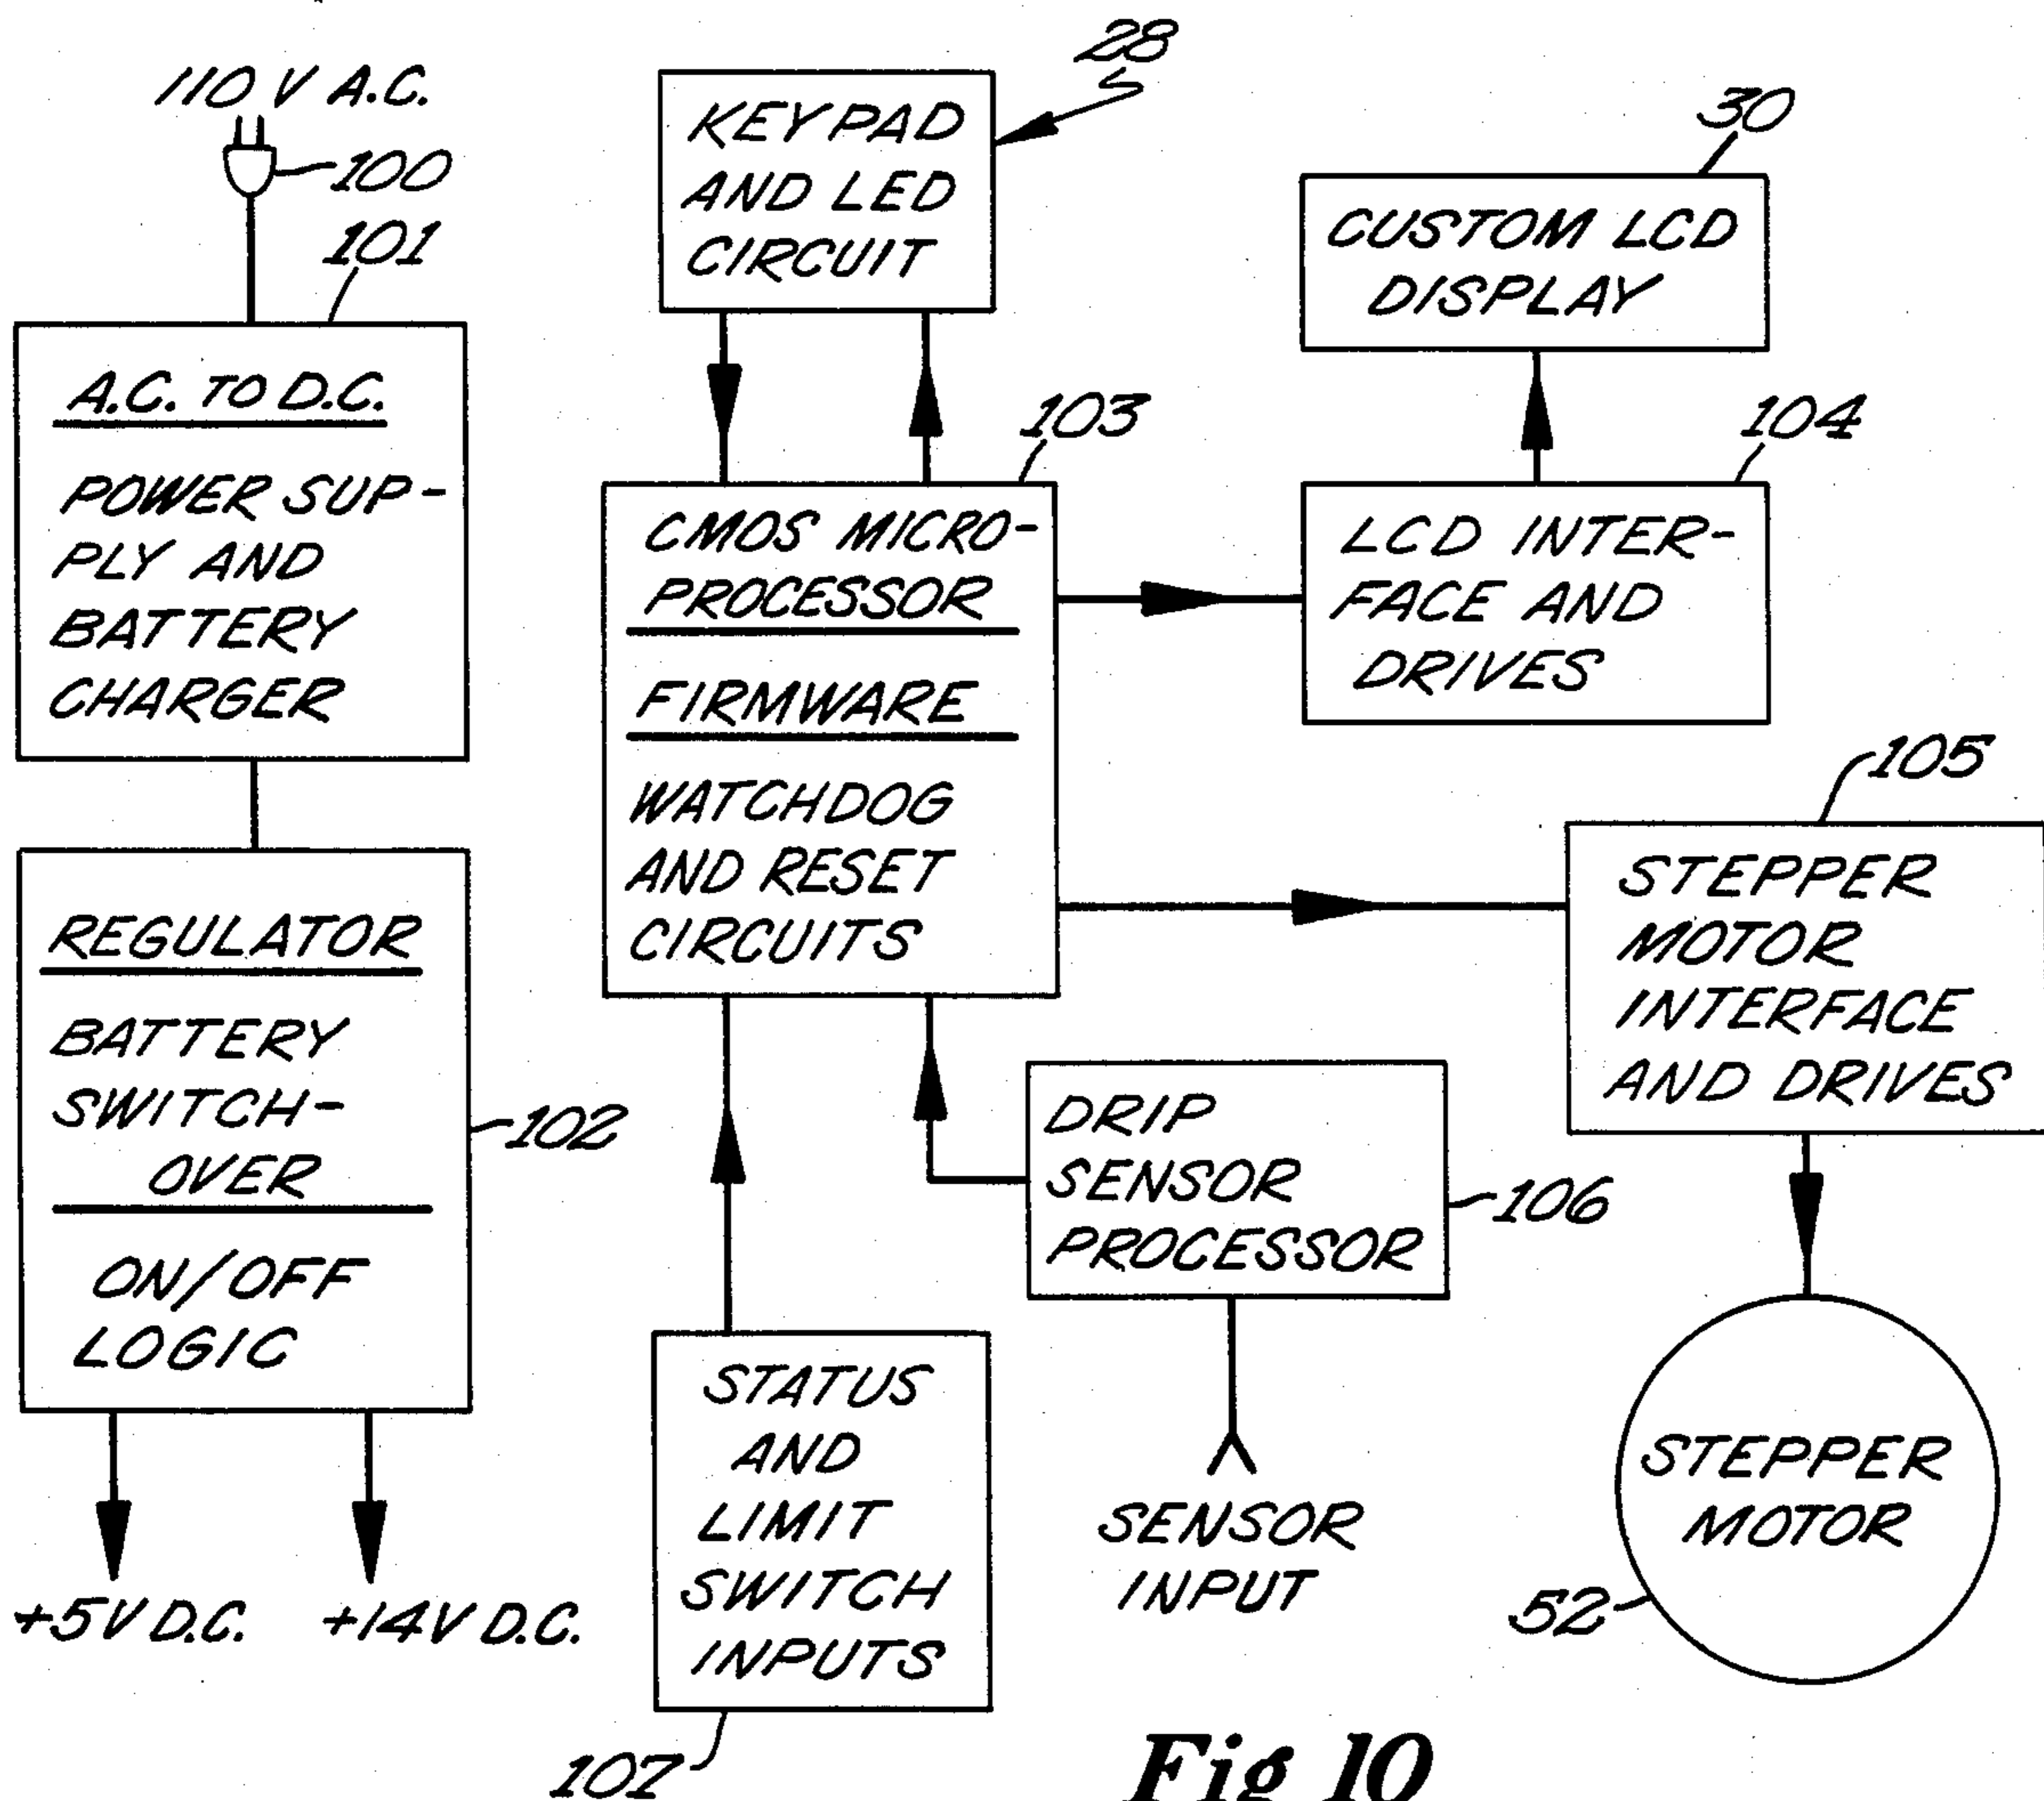 110 V A.C.
100
101
A.C. TO D.C.
POWER SUP-
PLY AND
BATTERY
CHARGER
REGULATOR
BATTERY
SWITCH-
OVER
ON/OFF
LOGIC
102
+5V D.C.
+14V D.C.
28
KEYPAD
AND LED
CIRCUIT
103
CMOS MICRO-
PROCESSOR
FIRMWARE
WATCHDOG
AND RESET
CIRCUITS
30
CUSTOM LCD
DISPLAY
104
LCD INTER-
FACE AND
DRIVES
105
STEPPER
MOTOR
INTERFACE
AND DRIVES
DRIP
SENSOR
PROCESSOR
106
SENSOR
INPUT
STATUS
AND
LIMIT
SWITCH
INPUTS
107
STEPPER
MOTOR
52
Fig 10